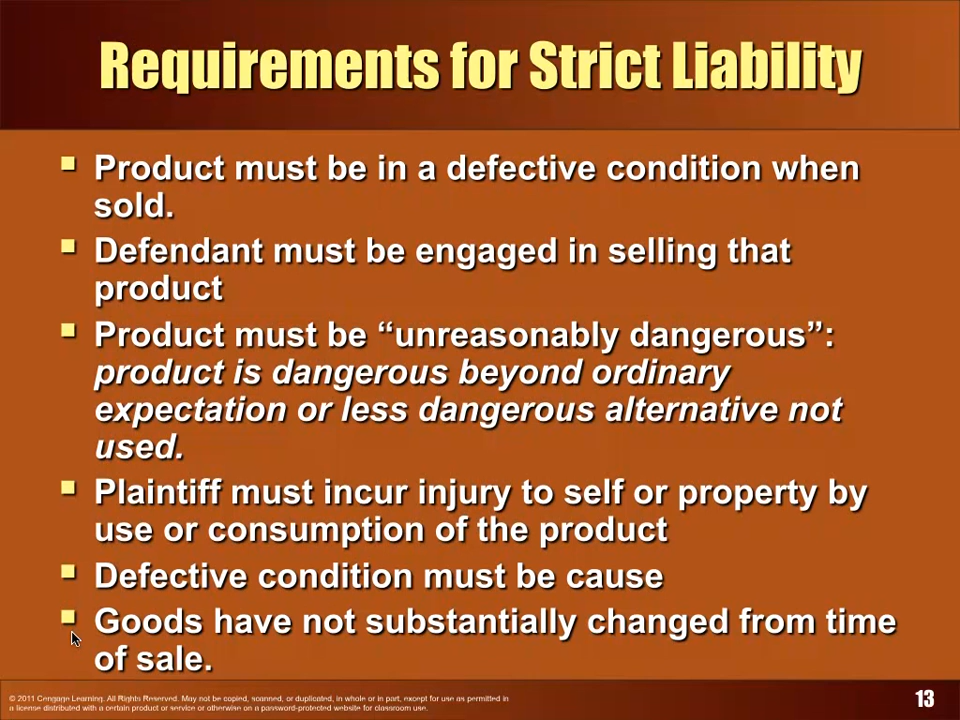 Requirements for Strict Liability
Product must be in a defective condition when
sold.
Defendant must be engaged in selling that
product
Product must be “unreasonably dangerous”:
product is dangerous beyond ordinary
expectation or less dangerous alternative not
used.
Plaintiff must incur injury to self or property by
use or consumption of the product
Defective condition must be cause
Goods have not substantially changed from time
of sale.
© 2011 Cengage Learning. All Rights Reserved. May not be copied, scanned, or duplicated, in whole or in part, except for use as permitted in
a license distributed with a certain product or service or otherwise on a password-protected website for classroom use.
13